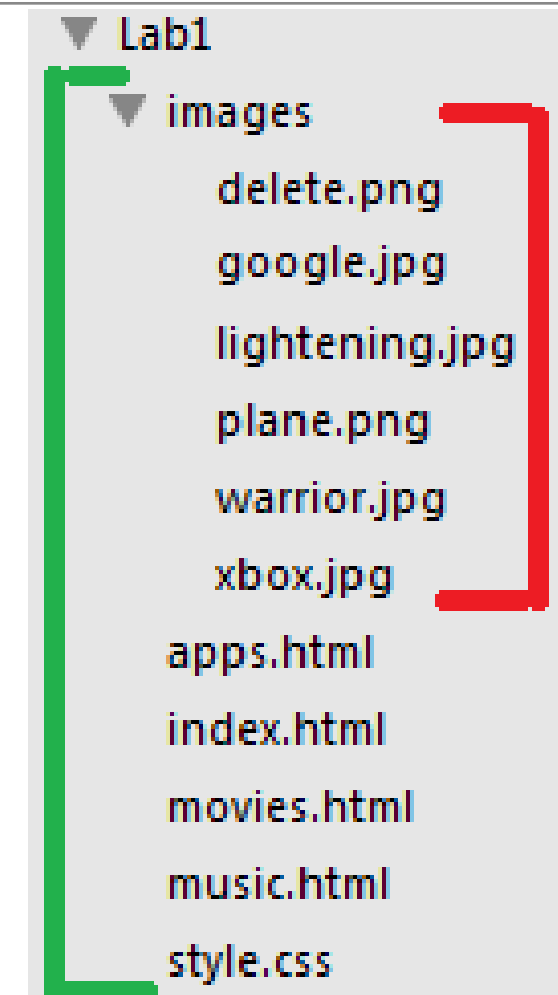 Lab1
images
delete.png
google.jpg
lightening.jpg
plane.png
warrior.jpg
xbox.jpg
apps.html
index.html
movies.html
music.html
style.css